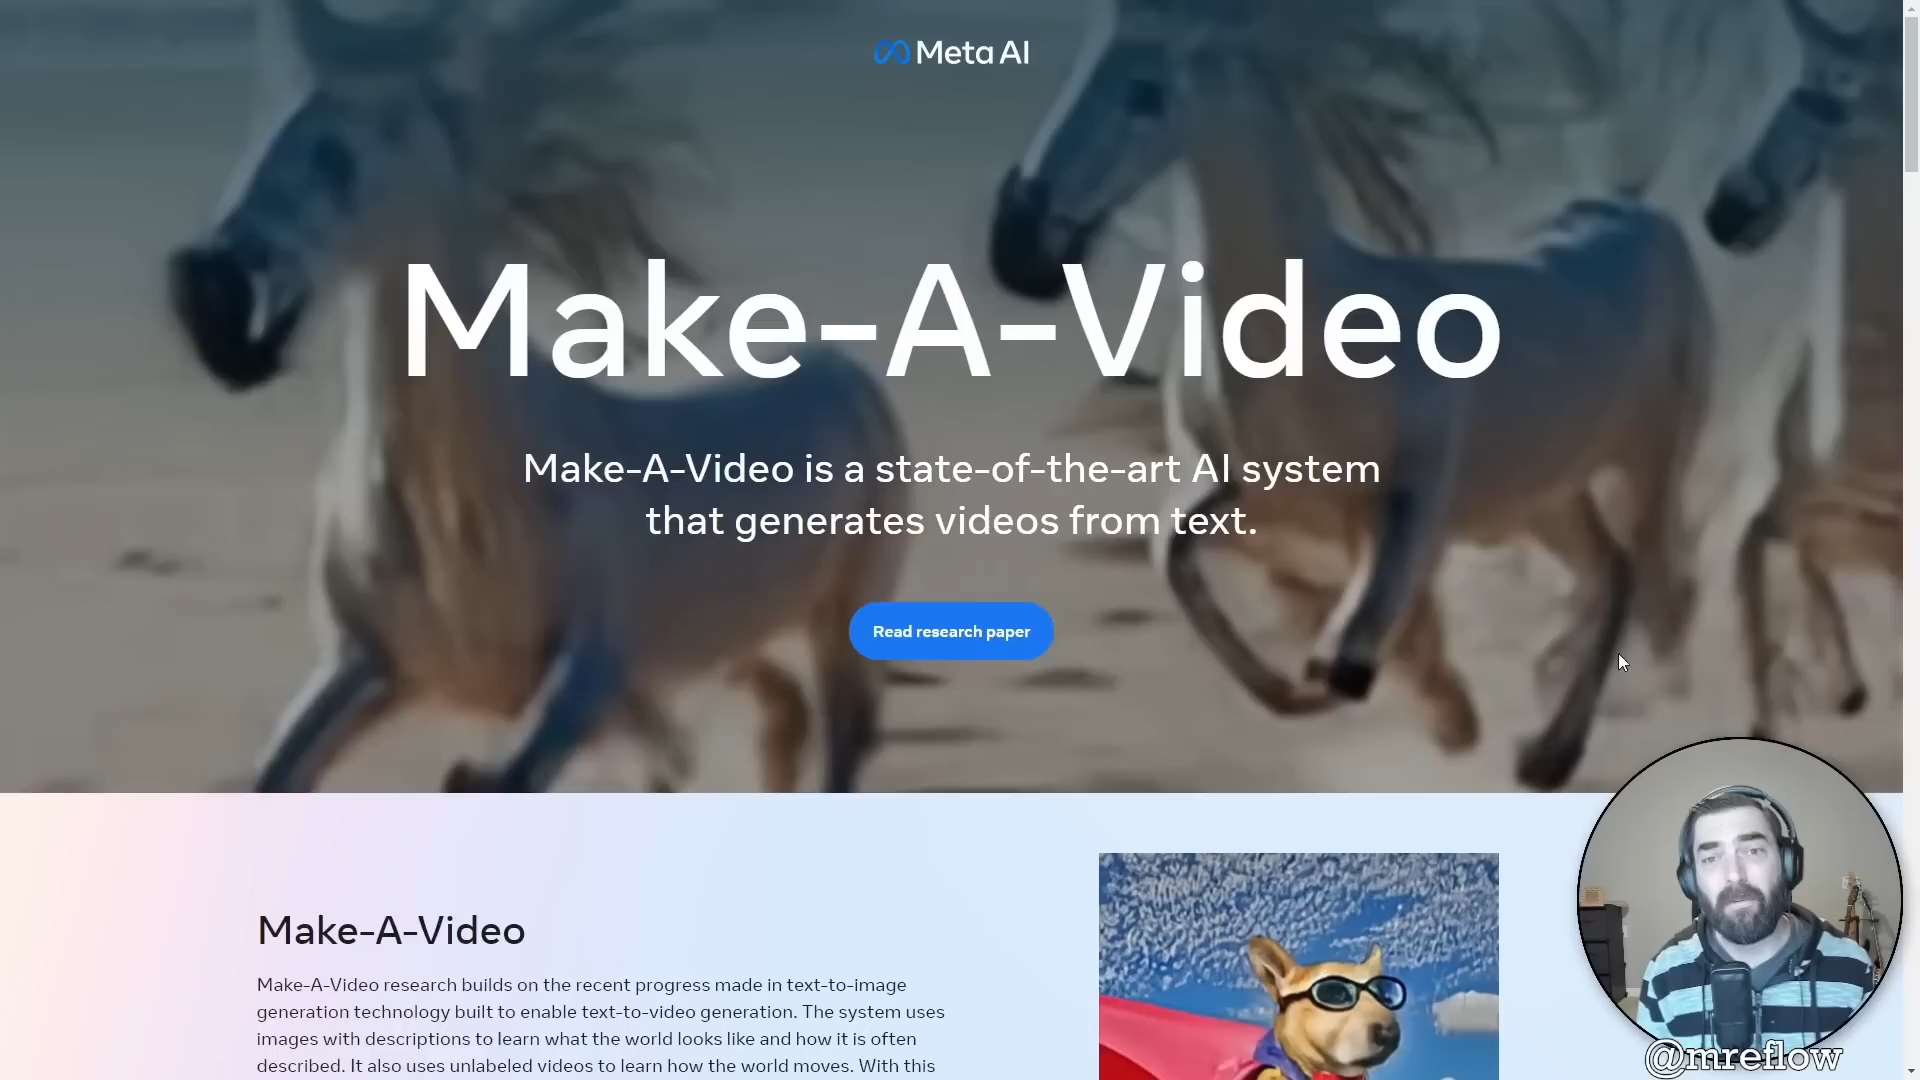 Meta AI
Make-A-Video
Make-A-Video is a state-of-the-art AI system
that generates videos from text.
Read research paper
Make-A-Video
Make-A-Video research builds on the recent progress made in text-to-image
generation technology built to enable text-to-video generation. The system uses
images with descriptions to learn what the world looks like and how it is often
described. It also uses unlabeled videos to learn how the world moves. With this
@mreflow